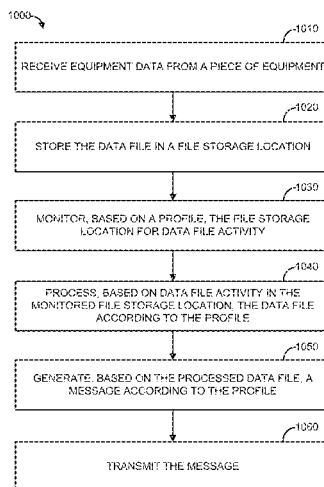 1000
1010
RECEIVE EQUIPMENT DATA FROM A PIECE OF EQUIPMENT
1020
STORE THE DATA FILE IN A FILE STORAGE LOCATION
1030
MONITOR, BASED ON A PROFILE, THE FILE STORAGE
LOCATION FOR DATA FILE ACTIVITY
1040
PROCESS, BASED ON DATA FILE ACTIVITY IN THE
MONITORED FILE STORAGE LOCATION, THE DATA FILE
ACCORDING TO THE PROFILE
1050
GENERATE, BASED ON THE PROCESSED DATA FILE, A
MESSAGE ACCORDING TO THE PROFILE
1060
TRANSMIT THE MESSAGE